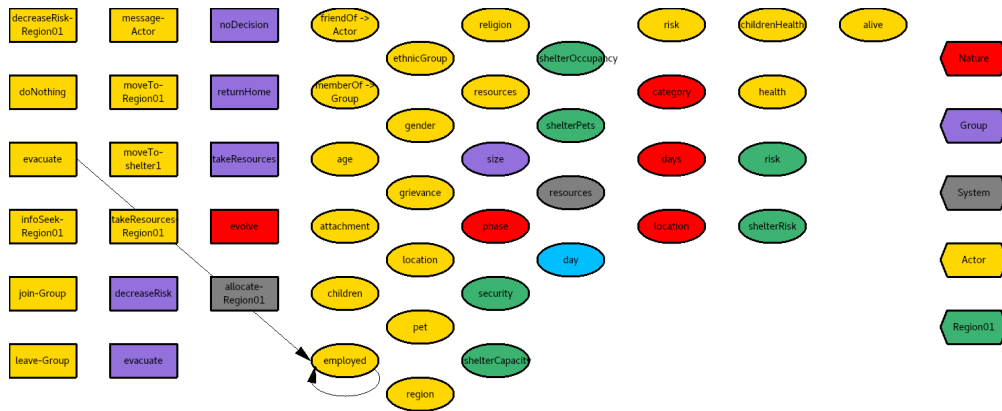 decreaseRisk-
Region01
message-
Actor
noDecision
friendOf ->
Actor
religion
risk
childrenHealth
alive
ethnicGroup
shelterOccupancy
Nature
doNothing
moveTo-
Region01
returnHome
memberOf ->
Group
resources
category
health
gender
shelterPets
Group
evacuate
moveTo-
shelter1
takeResources
age
size
days
risk
grievance
resources
System
infoSeek-
Region01
takeResources-
Region01
evolve
attachment
phase
location
shelterRisk
location
day
Actor
join-Group
decreaseRisk
allocate-
Region01
children
security
pet
Region01
leave-Group
evacuate
employed
shelterCapacity
region